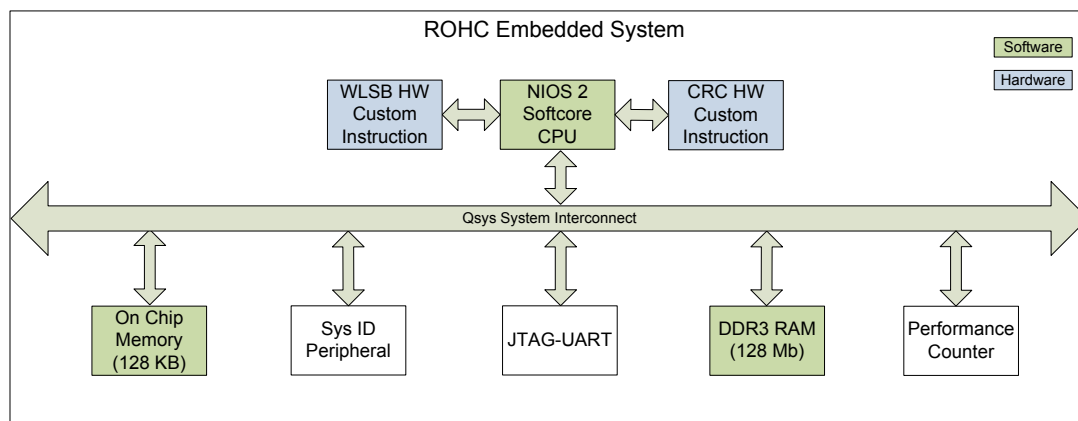 ROHC Embedded System
Software
Hardware
WLSB HW
Custom
Instruction
NIOS 2
Softcore
CPU
CRC HW
Custom
Instruction
Qsys System Interconnect
On Chip
Memory
(128 KB)
Sys ID
Peripheral
JTAG-UART
DDR3 RAM
(128 Mb)
Performance
Counter